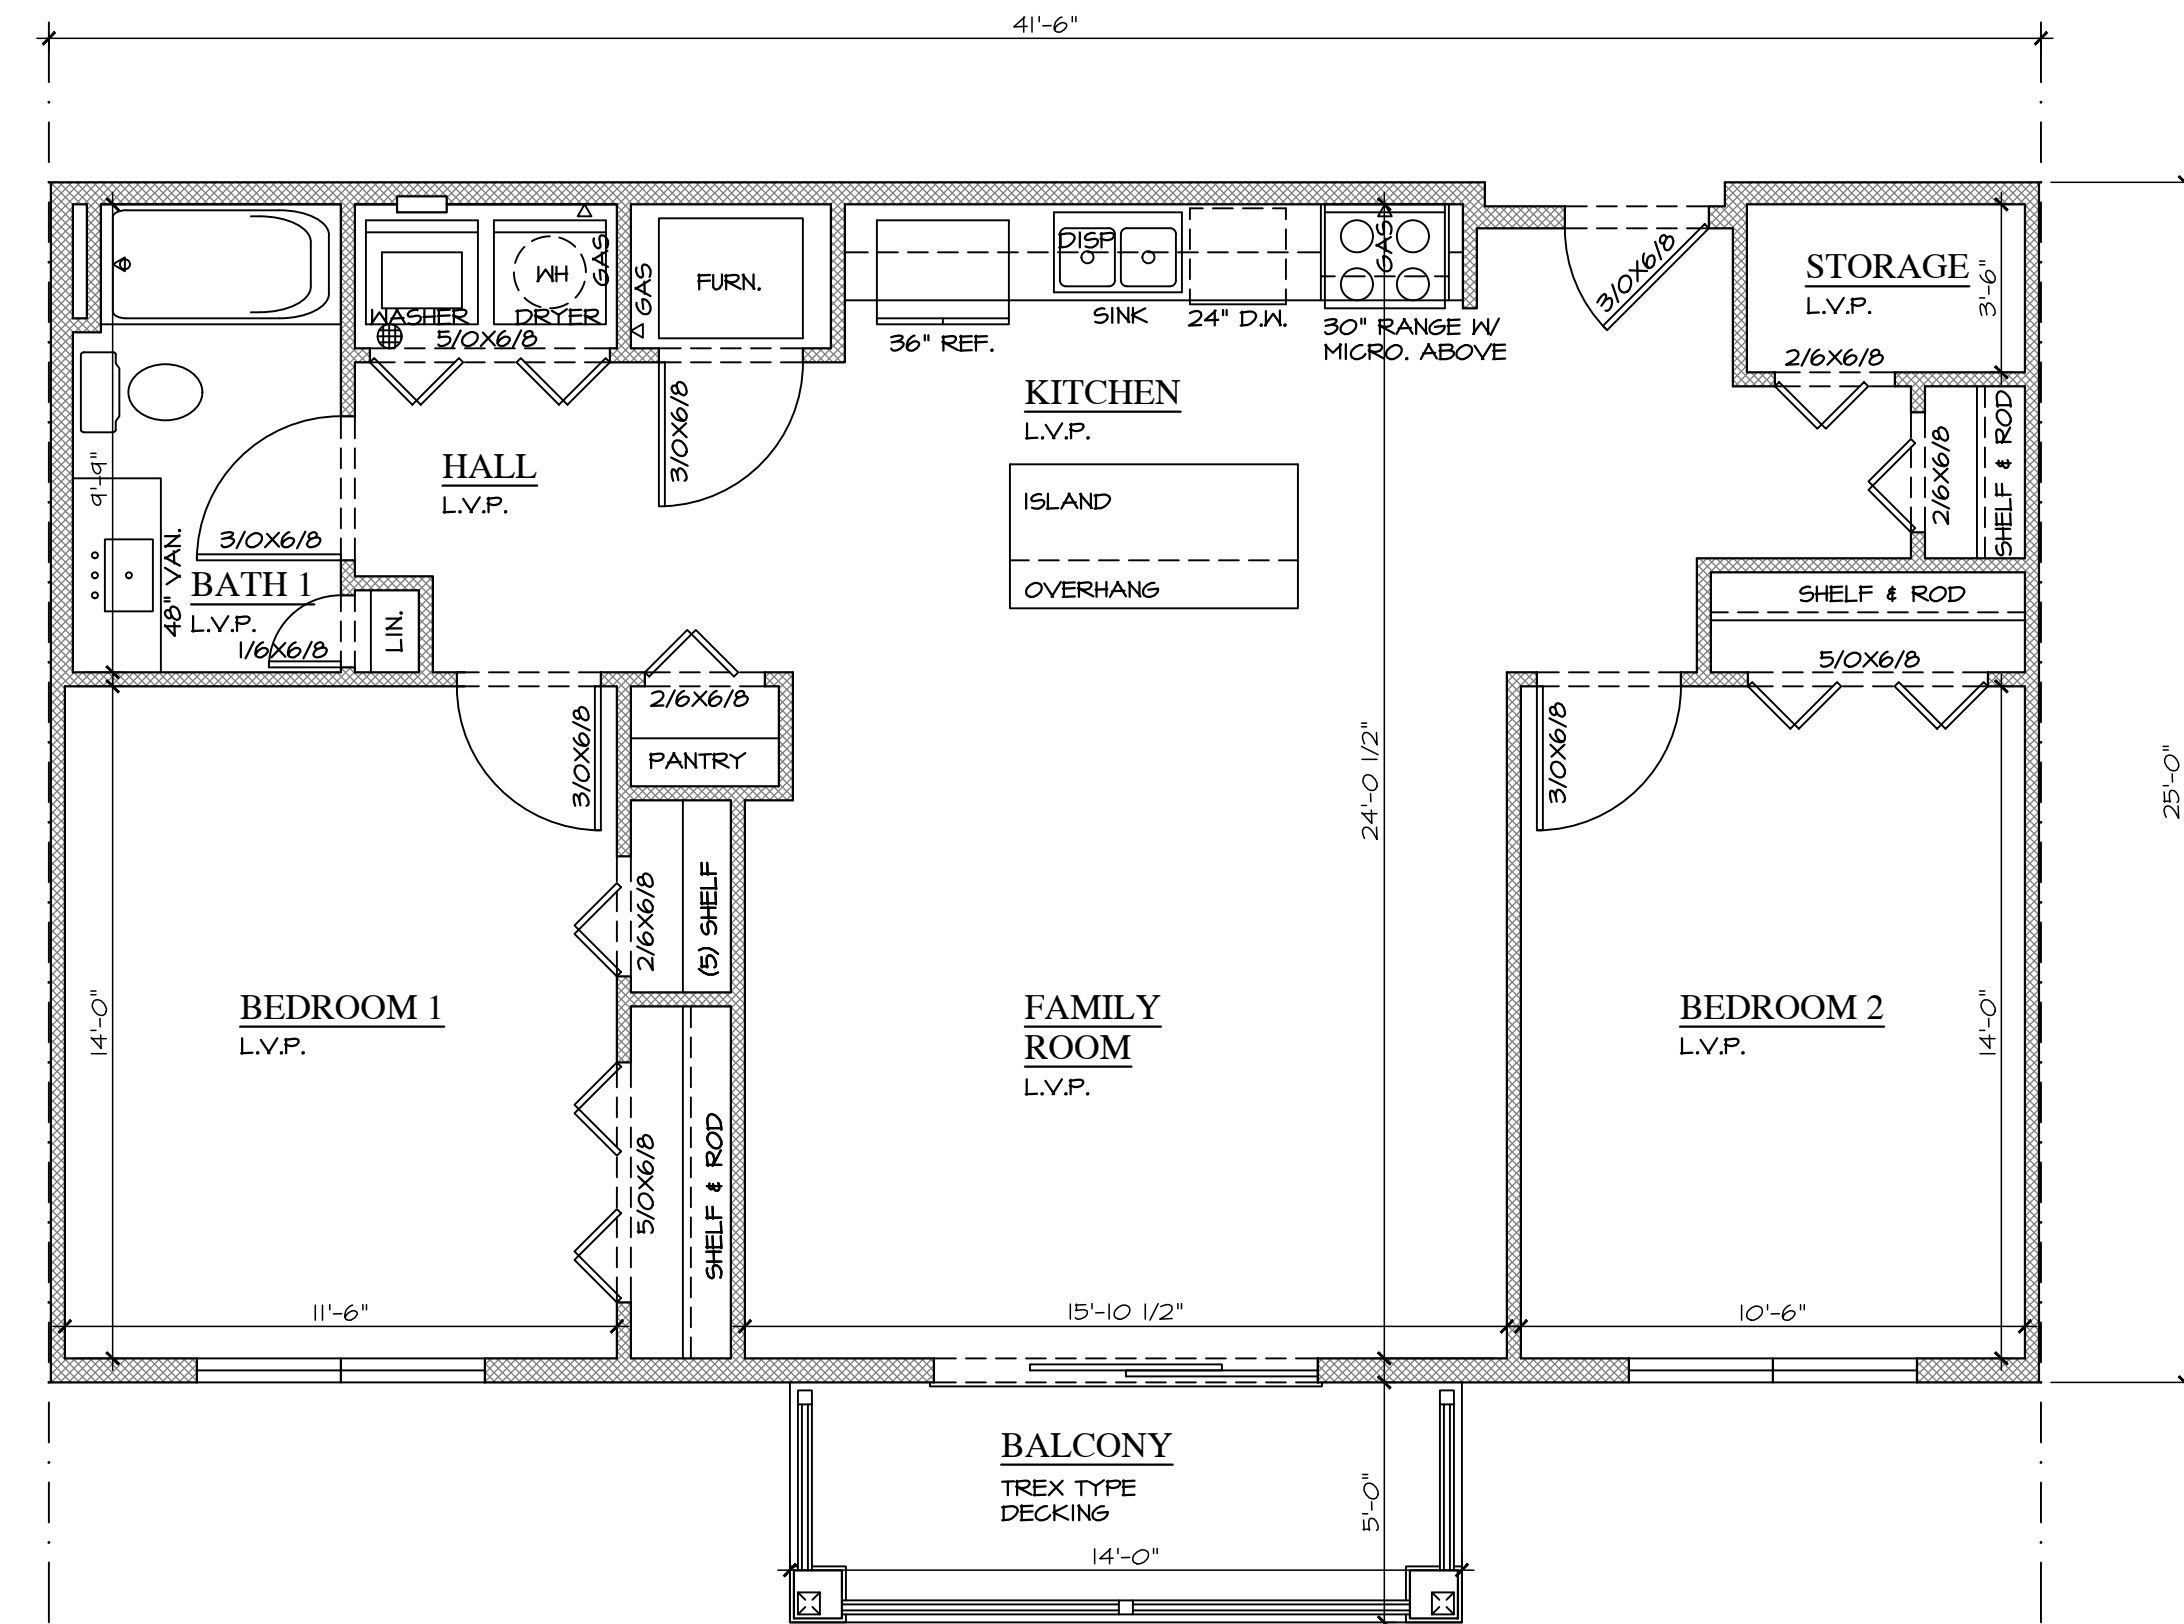 41'-6"
GAS
WASHER
WH
DRYER
5/0X6/8
GAS
FURN.
DISP
SINK
36" REF.
24" D.W.
GAS
30" RANGE W/
MICRO. ABOVE
3/0X6/8
STORAGE
L.V.P.
3'-6"
2/6X6/8
3/0X6/8
KITCHEN
L.V.P.
HALL
L.V.P.
9'-9"
2/6X6/8
SHELF & ROD
ISLAND
OVERHANG
3/0X6/8
48" VAN.
BATH 1
L.V.P.
1/6X6/8
LIN.
SHELF & ROD
5/0X6/8
2/6X6/8
PANTRY
3/0X6/8
3/0X6/8
24'-0 1/2"
25'-0"
2/6X6/8
(5) SHELF
14'-0"
BEDROOM 1
L.V.P.
FAMILY
ROOM
L.V.P.
BEDROOM 2
L.V.P.
14'-0"
5/0X6/8
SHELF & ROD
11'-6"
15'-10 1/2"
10'-6"
BALCONY
TREX TYPE
DECKING
5'-0"
14'-0"